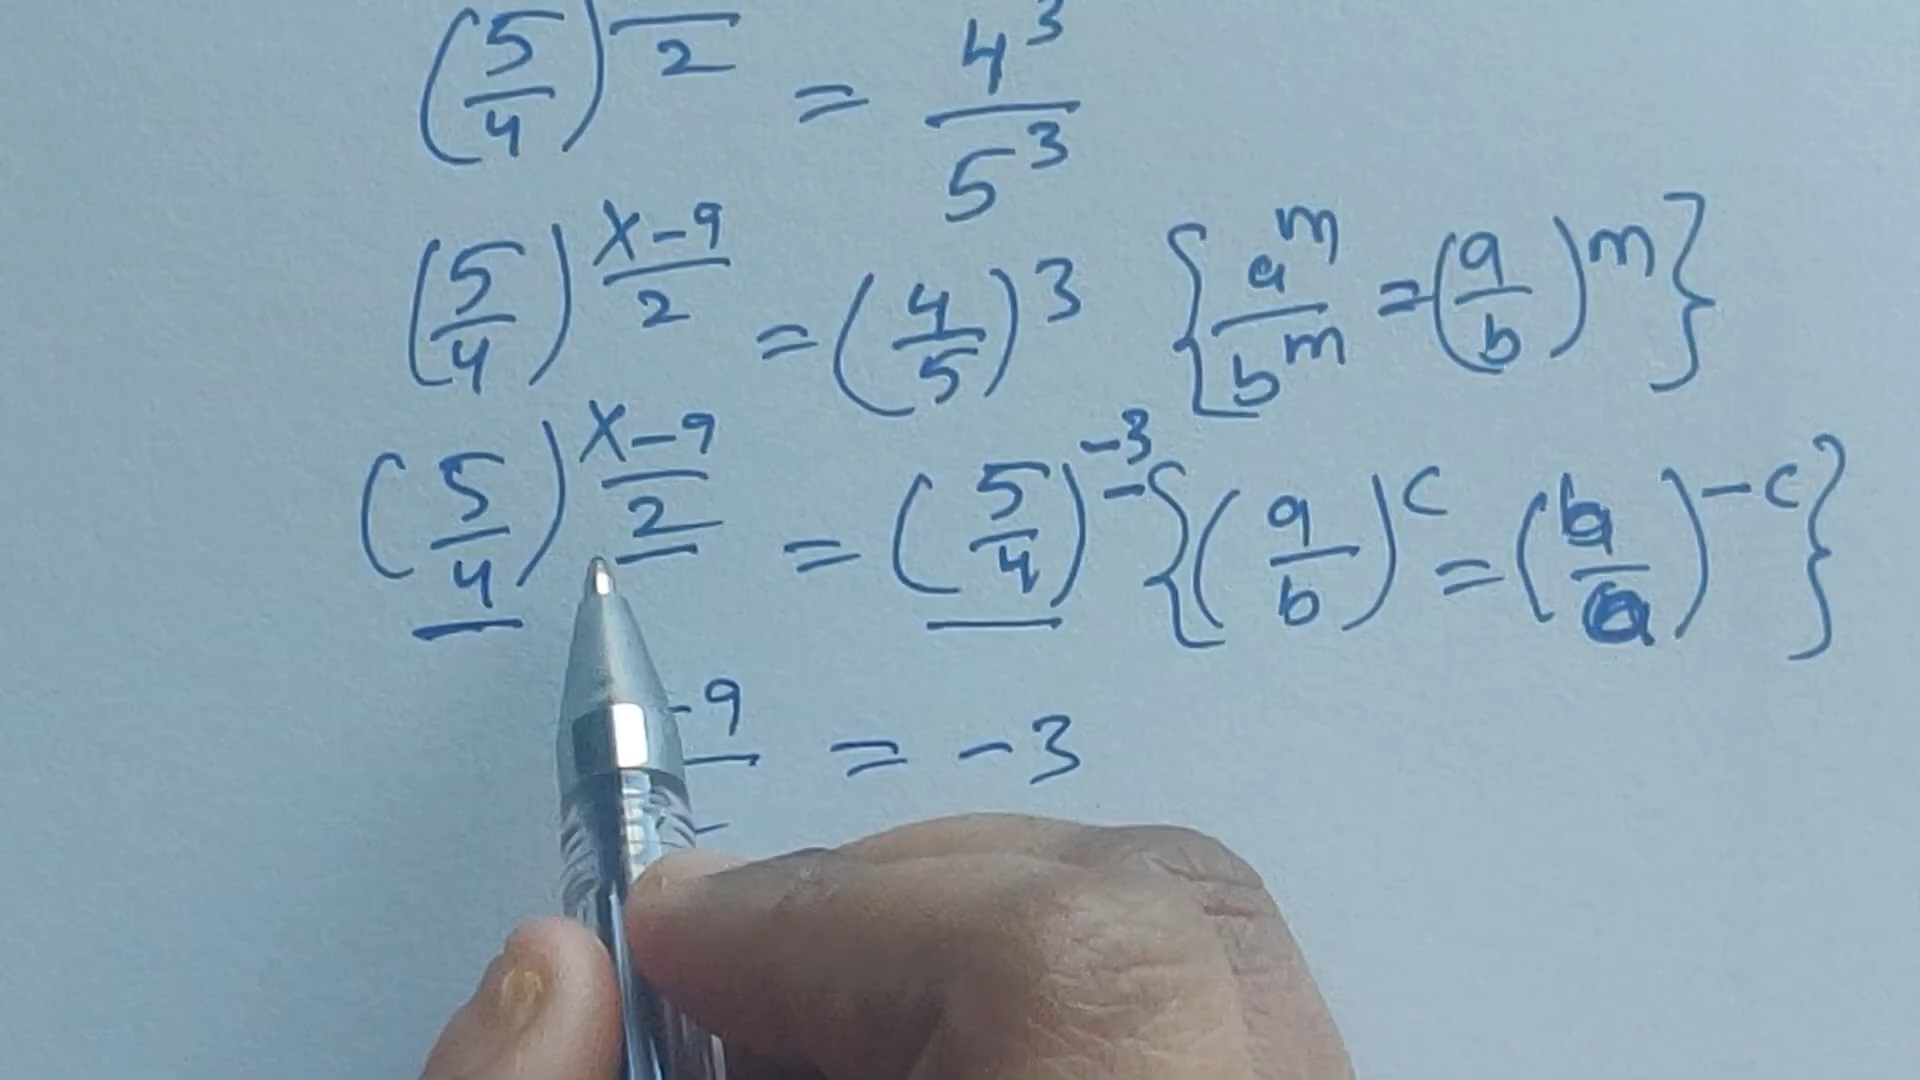 (5/4)^(/2) = 4^3/5^3
(5/4)^((x-9)/2) = (4/5)^3 {a^m/b^m = (a/b)^m}
(5/4)^((x-9)/2) = (5/4)^-3 {(a/b)^c = (b/a)^-c}
-9/ = -3